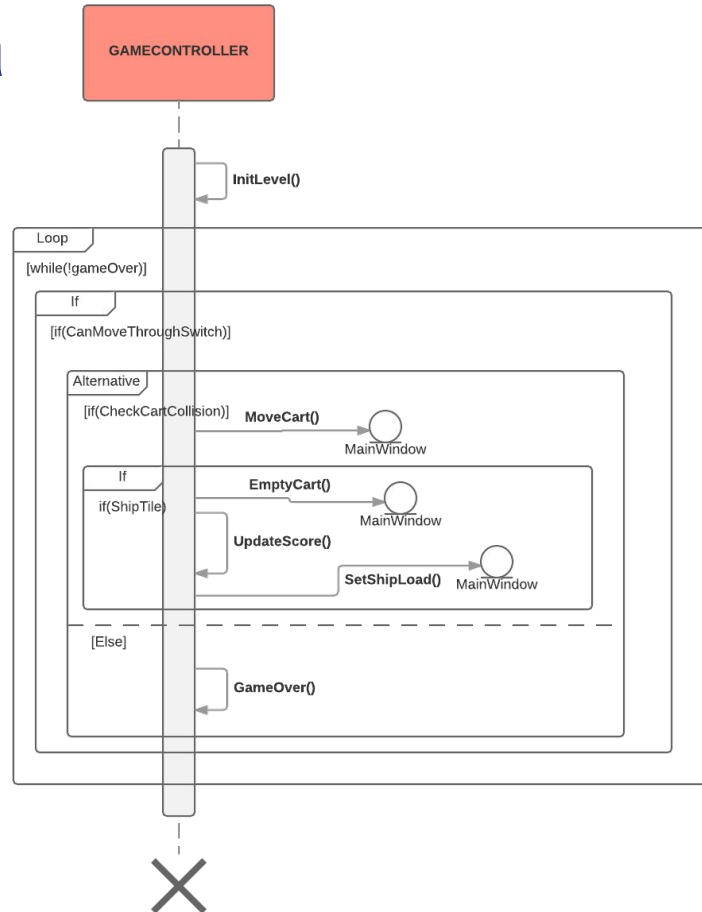 GAMECONTROLLER
InitLevel()
Loop
[while(!gameOver)]
If
[if(CanMoveThroughSwitch)]
Alternative
[if(CheckCartCollision)]
MoveCart()
MainWindow
If
EmptyCart()
if(ShipTile)
MainWindow
UpdateScore()
SetShipLoad()
MainWindow
[Else]
GameOver()